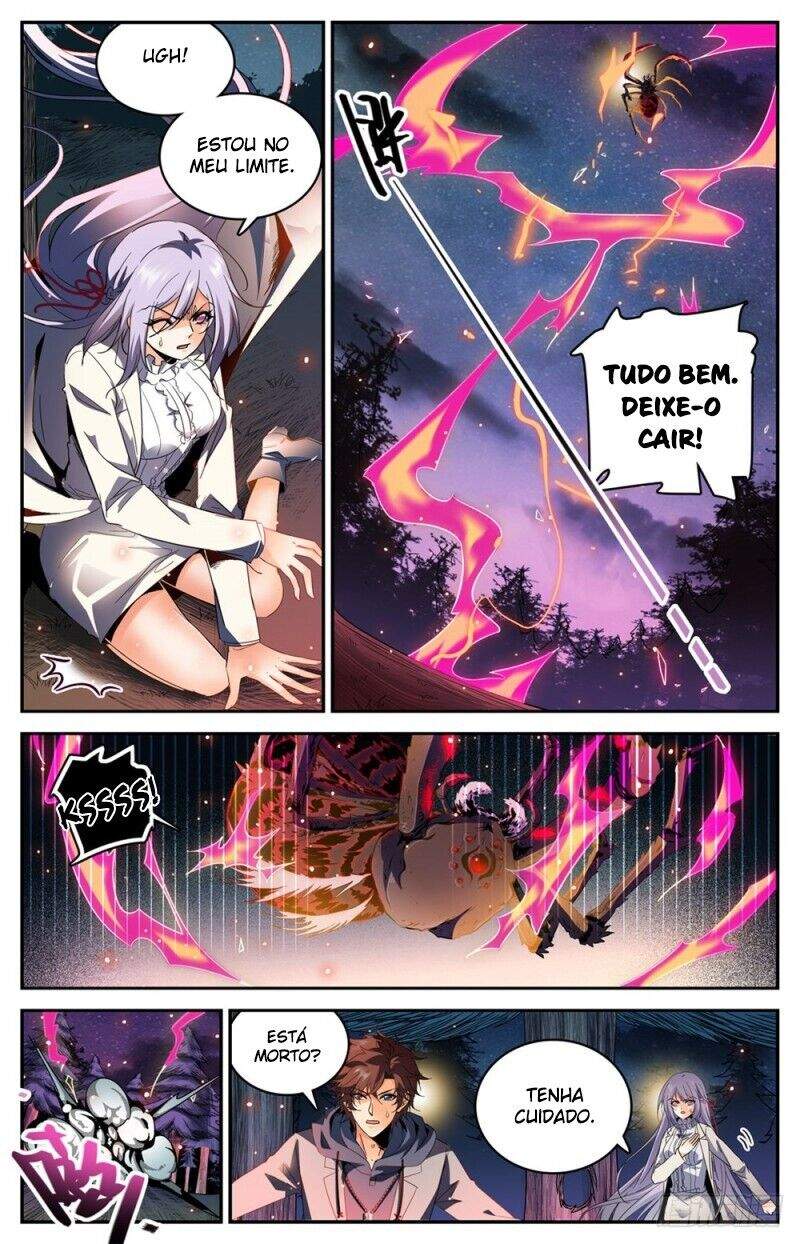 UGH!
ESTOU NO
MEU LIMITE.
TUDO BEM.
DEIXE-O
CAIR!
KSSSS!
ESTÁ
MORTO?
TENHA
CUIDADO.